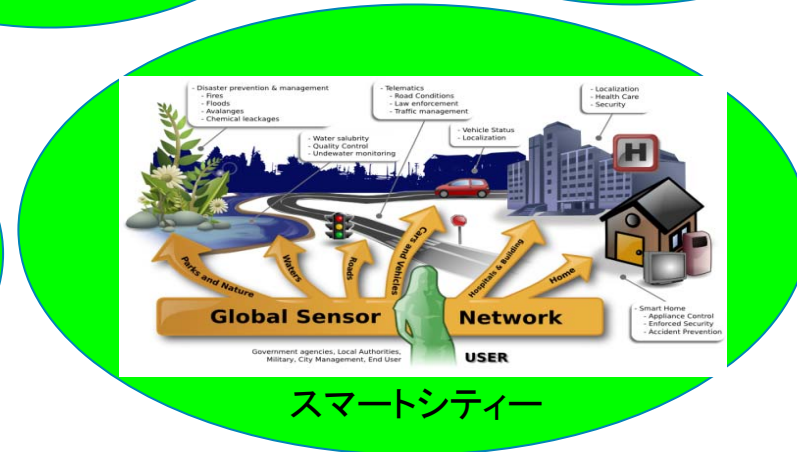 - Disaster prevention & management
- Fires
- Floods
- Avalanges
- Chemical leackages
- Telematics
- Road Conditions
- Law enforcement
- Traffic management
- Localization
- Health Care
- Security
- Water salubrity
- Quality Control
- Undewater monitoring
- Vehicle Status
- Localization
H
Parks and Nature
Waters
Roads
Cars and Vehicles
Hospitals & Building
Home
Global Sensor Network
- Smart Home
- Appliance Control
- Enforced Security
- Accident Prevention
Government agencies, Local Authorities,
Military, City Management, End User
USER
スマートシティー